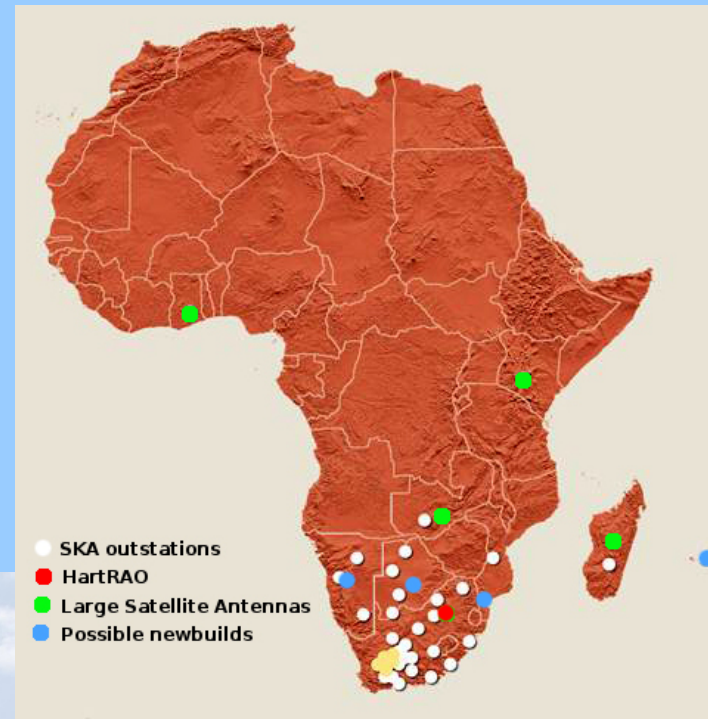 SKA outstations
HartRAO
Large Satellite Antennas
Possible newbuilds